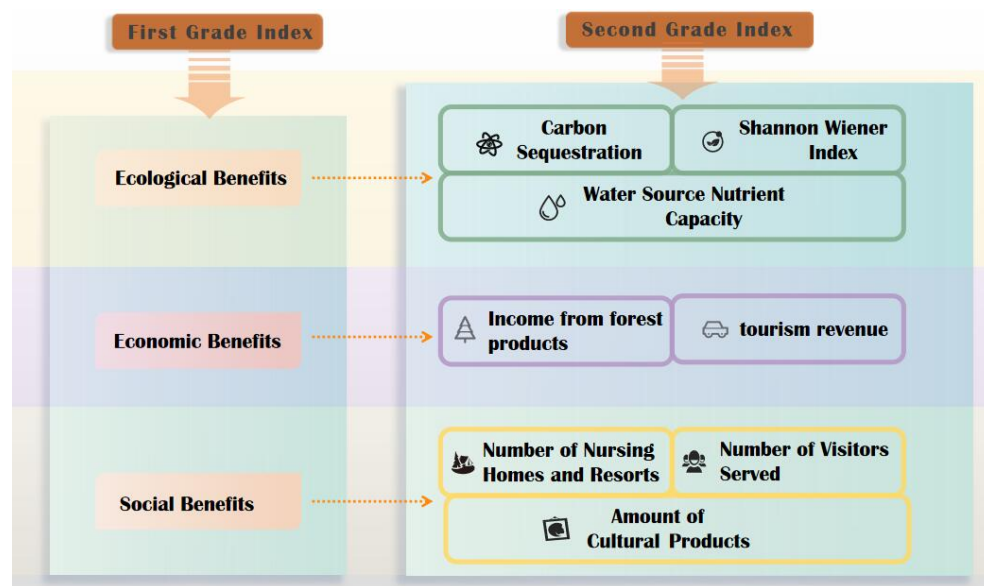 First Grade Index
Second Grade Index
Ecological Benefits
Carbon
Sequestration
Shannon Wiener
Index
Water Source Nutrient
Capacity
Economic Benefits
Income from forest
products
tourism revenue
Social Benefits
Number of Nursing
Homes and Resorts
Number of Visitors
Served
Amount of
Cultural Products